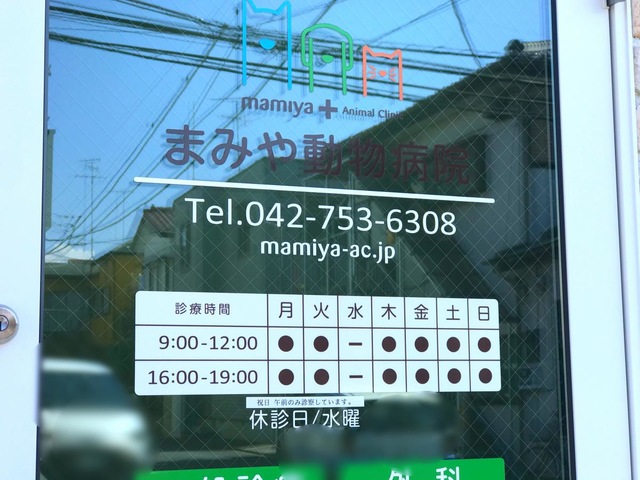 mamiya + Animal Clinic
まみや動物病院
Tel.042-753-6308
mamiya-ac.jp
診療時間 月 火 水 木 金 土 日
9:00-12:00 ● ● − ● ● ● ●
16:00-19:00 ● ● − ● ● ● ●
祝日 午前のみ診察しています。
休診日/水曜
外科